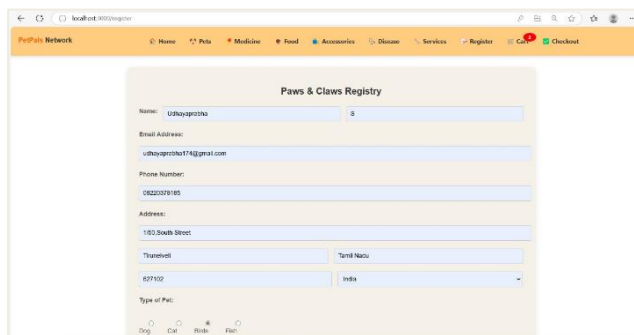 localhost:3000/register
PetPals Network Home Pets Medicine Food Accessories Disease Services Register Cart 2 Checkout
Paws & Claws Registry
Name: Udhayaprabha S
Email Address:
udhayaprabha174@gmail.com
Phone Number:
08220378185
Address:
1/60,South Street
Tirunelveli Tamil Nadu
627102 India
Type of Pet:
Dog Cat Birds Fish